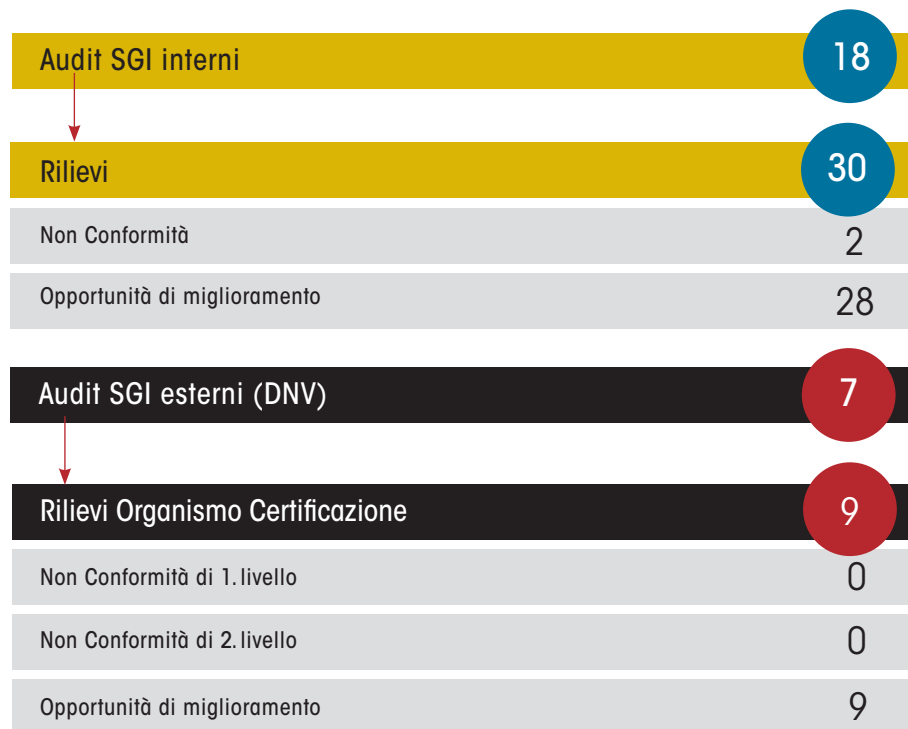 Audit SGI interni 18
Rilievi 30
Non Conformità 2
Opportunità di miglioramento 28
Audit SGI esterni (DNV) 7
Rilievi Organismo Certificazione 9
Non Conformità di 1. livello 0
Non Conformità di 2. livello 0
Opportunità di miglioramento 9